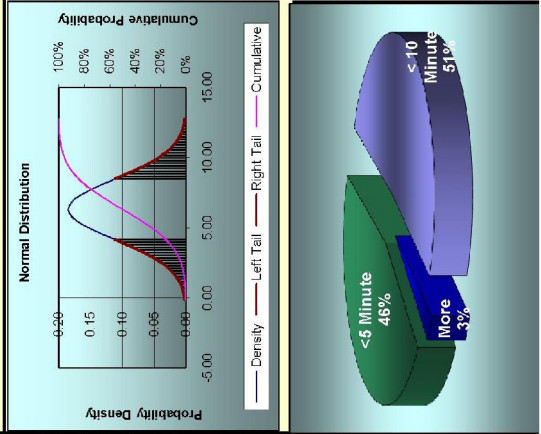 Normal Distribution
Probability Density
0.20
0.15
0.10
0.05
0.00
Cumulative Probability
100%
80%
60%
40%
20%
0%
-5.00
0.00
5.00
10.00
15.00
Density
Left Tail
Right Tail
Cumulative
<5 Minute
46%
< 10
Minute
51%
More
3%